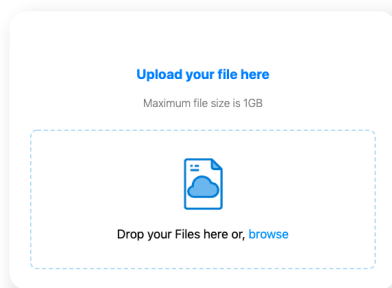 Upload your file here
Maximum file size is 1GB
Drop your Files here or, browse